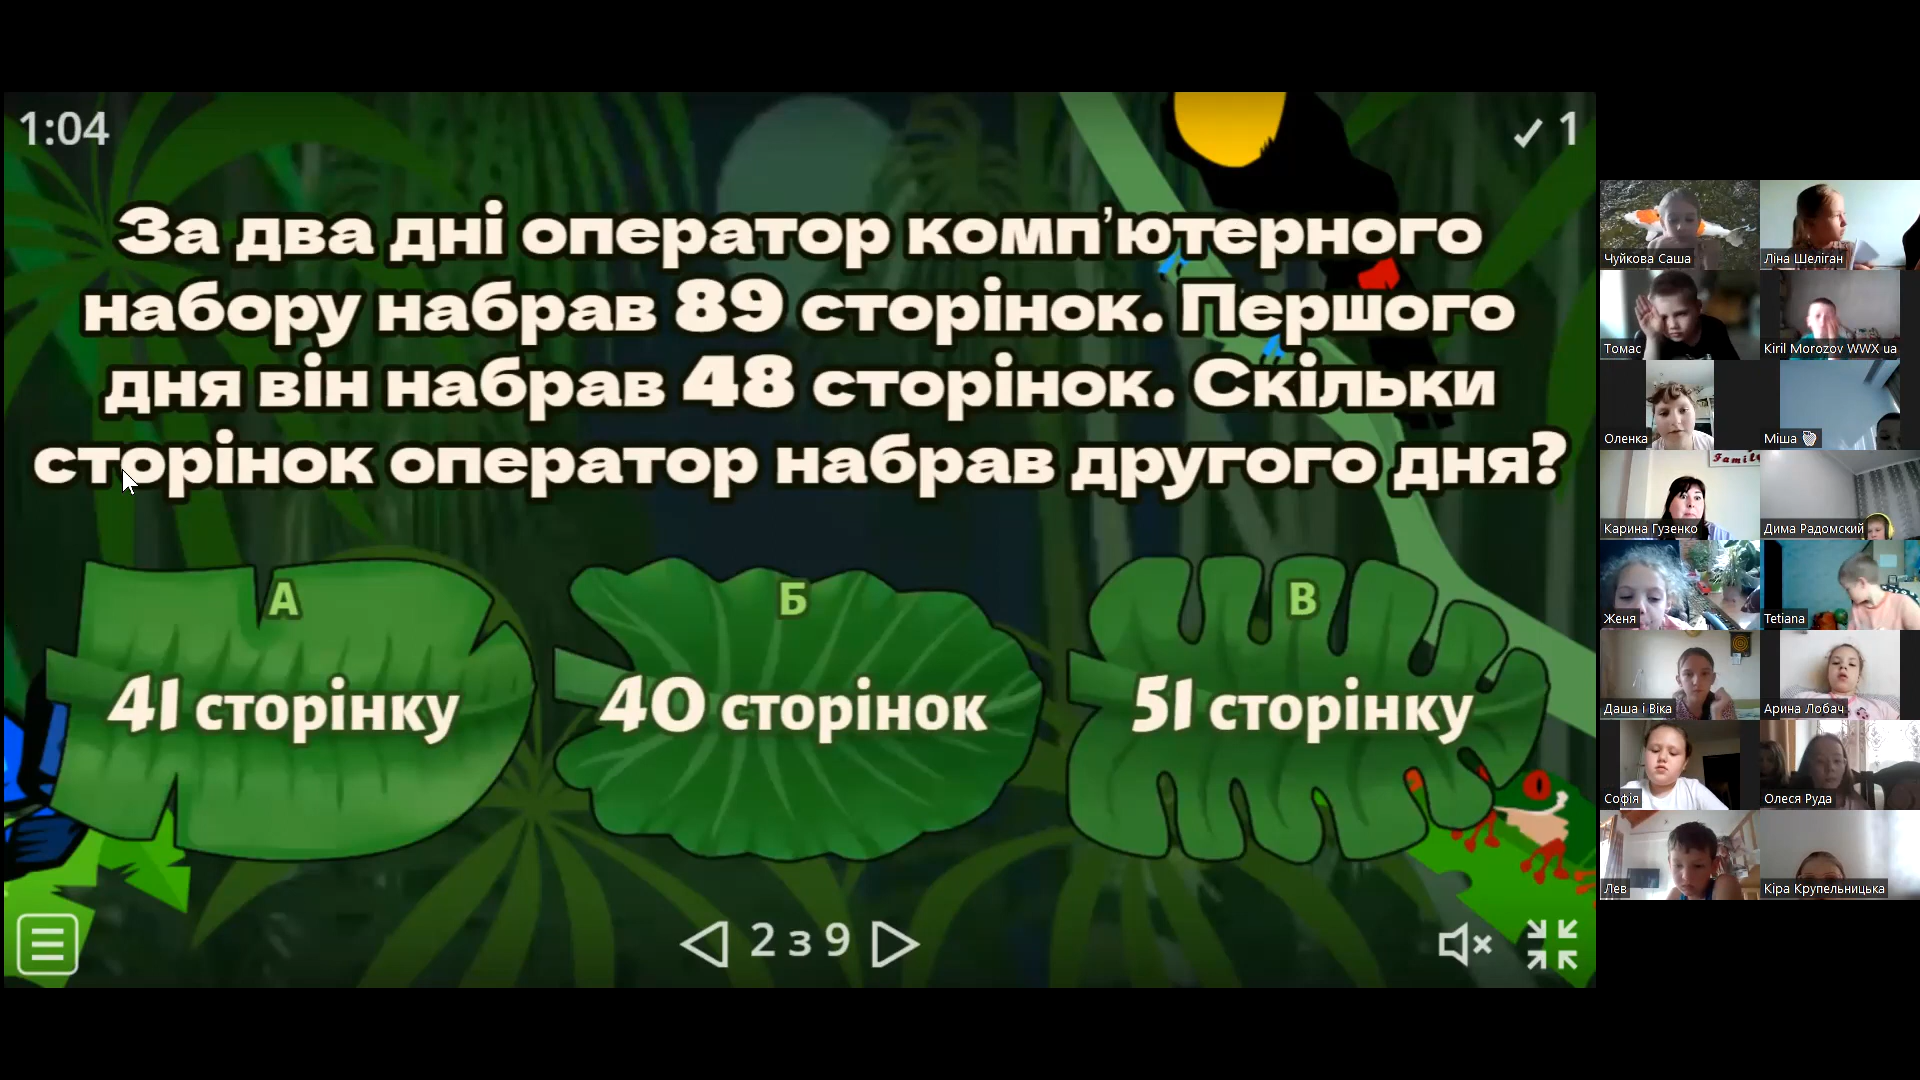 1:04
✓ 1
За два дні оператор комп’ютерного
набору набрав 89 сторінок. Першого
дня він набрав 48 сторінок. Скільки
сторінок оператор набрав другого дня?
А
41 сторінку
Б
40 сторінок
В
51 сторінку
2 з 9
Чуйкова Саша
Ліна Шеліган
Томас
Kiril Morozov WWX ua
Оленка
Міша
Family
Карина Гузенко
Дима Радомский
Женя
Tetiana
Даша і Віка
Арина Лобач
Софія
Олеся Руда
Лев
Кіра Крупельницька